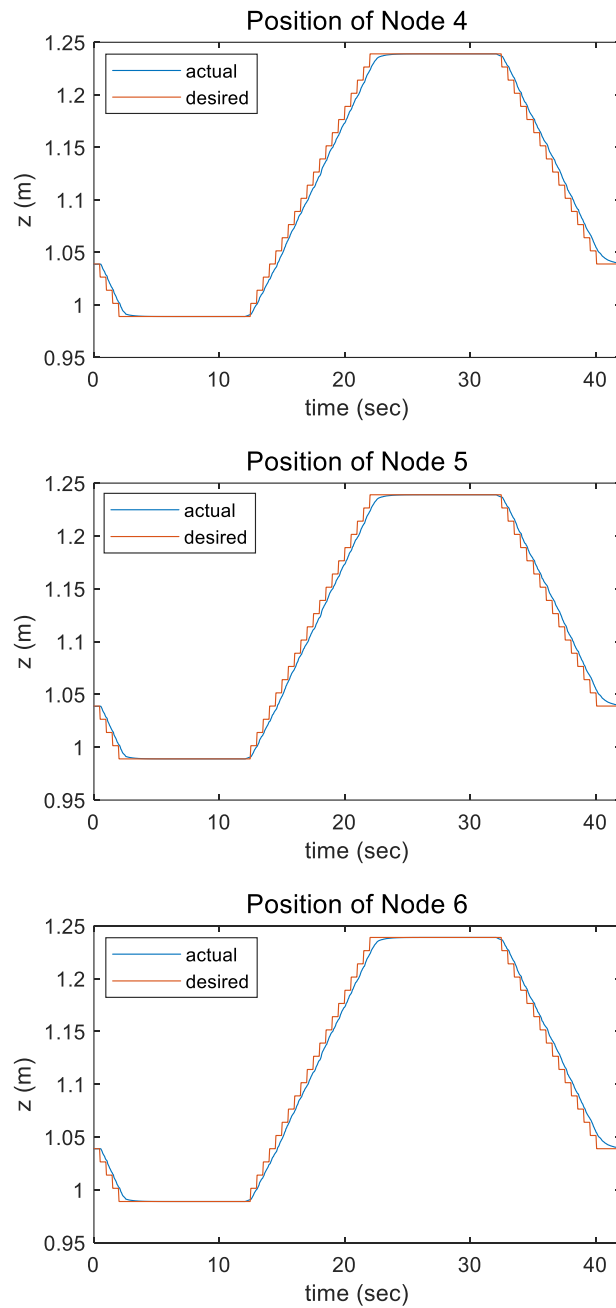 Position of Node 4
1.25
1.2
1.15
1.1
1.05
1
0.95
z (m)
actual
desired
0 10 20 30 40
time (sec)
Position of Node 5
1.25
1.2
1.15
1.1
1.05
1
0.95
z (m)
actual
desired
0 10 20 30 40
time (sec)
Position of Node 6
1.25
1.2
1.15
1.1
1.05
1
0.95
z (m)
actual
desired
0 10 20 30 40
time (sec)